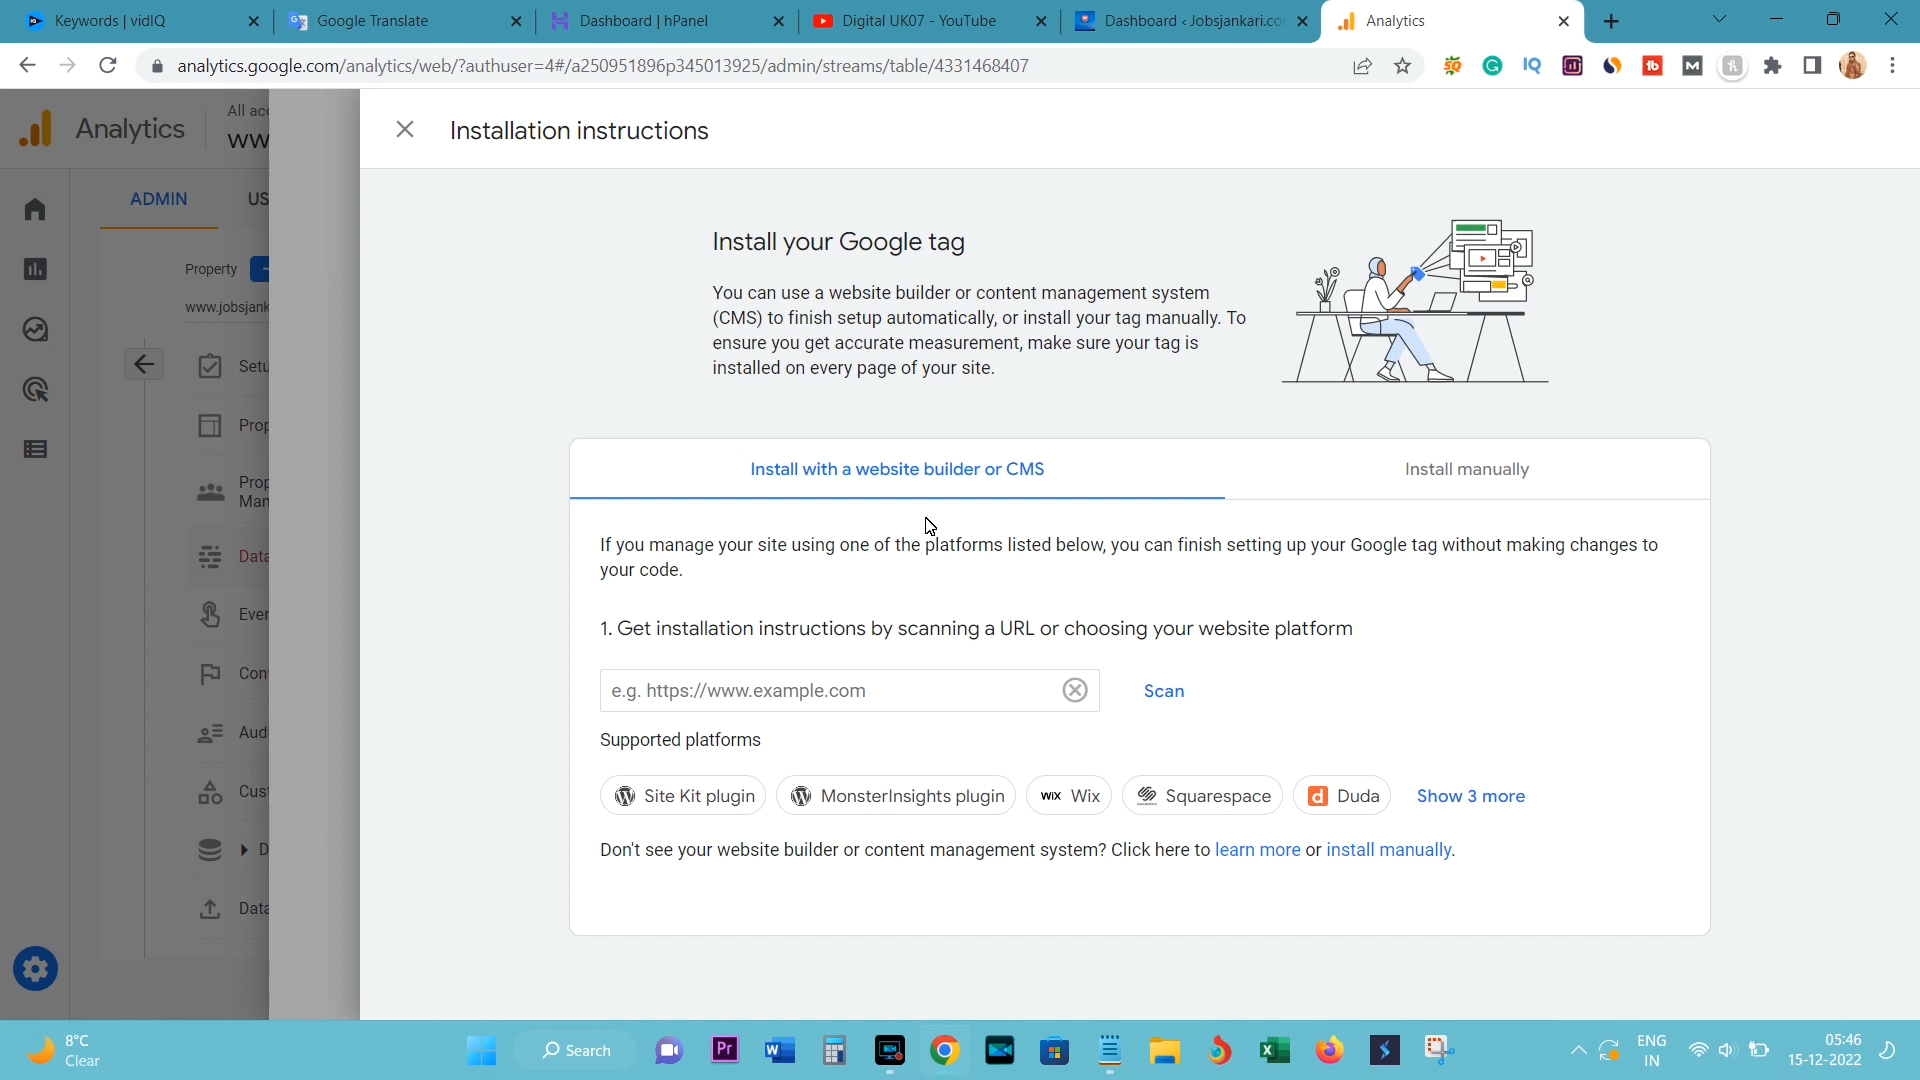 Keywords | vidIQ
Google Translate
Dashboard | hPanel
Digital UK07 - YouTube
Dashboard ‹ Jobsjankari.co
Analytics
analytics.google.com/analytics/web/?authuser=4#/a250951896p345013925/admin/streams/table/4331468407
Analytics
All acc
ww
Installation instructions
ADMIN
US
Property
www.jobsjank
Setu
Prop
Prop
Man
Data
Ever
Con
Aud
Cust
D
Data
Install your Google tag
You can use a website builder or content management system
(CMS) to finish setup automatically, or install your tag manually. To
ensure you get accurate measurement, make sure your tag is
installed on every page of your site.
Install with a website builder or CMS
Install manually
If you manage your site using one of the platforms listed below, you can finish setting up your Google tag without making changes to
your code.
1. Get installation instructions by scanning a URL or choosing your website platform
e.g. https://www.example.com
Scan
Supported platforms
Site Kit plugin
MonsterInsights plugin
WIX Wix
Squarespace
d Duda
Show 3 more
Don't see your website builder or content management system? Click here to learn more or install manually.
8°C
Clear
Search
Pr
ENG
IN
05:46
15-12-2022